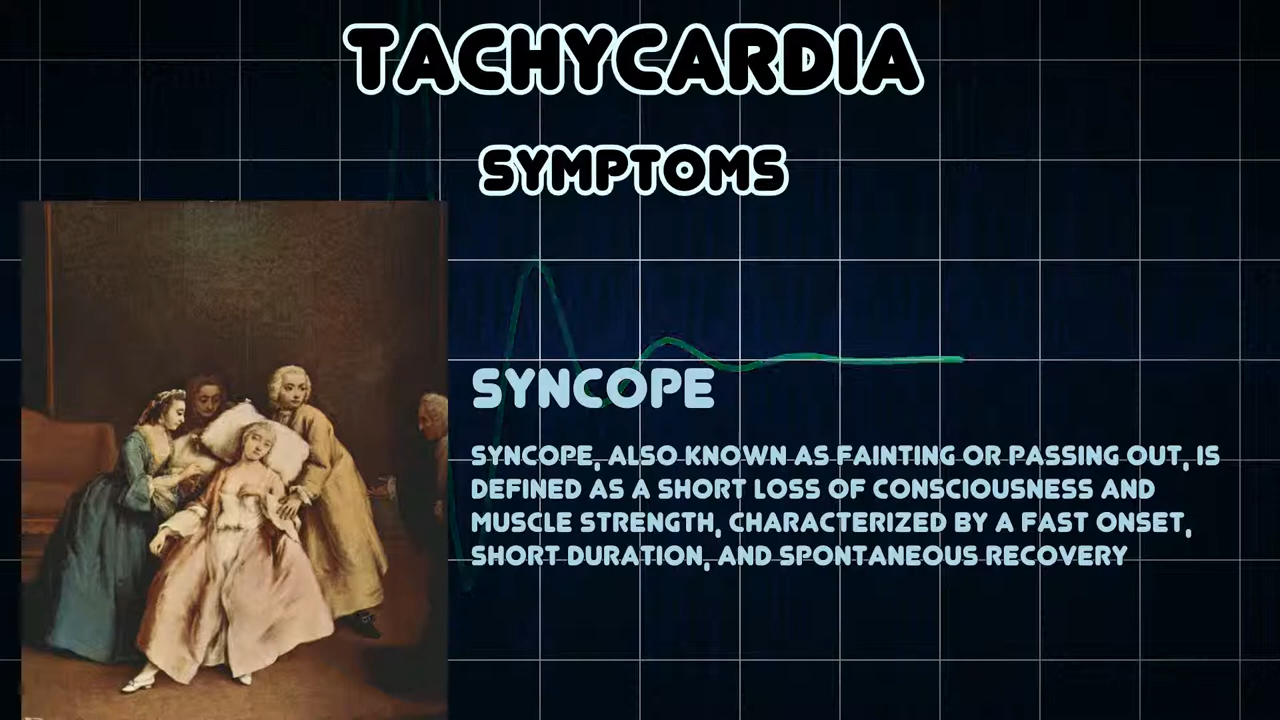 TACHYCARDIA
SYMPTOMS
SYNCOPE
SYNCOPE, ALSO KNOWN AS FAINTING OR PASSING OUT, IS
DEFINED AS A SHORT LOSS OF CONSCIOUSNESS AND
MUSCLE STRENGTH, CHARACTERIZED BY A FAST ONSET,
SHORT DURATION, AND SPONTANEOUS RECOVERY